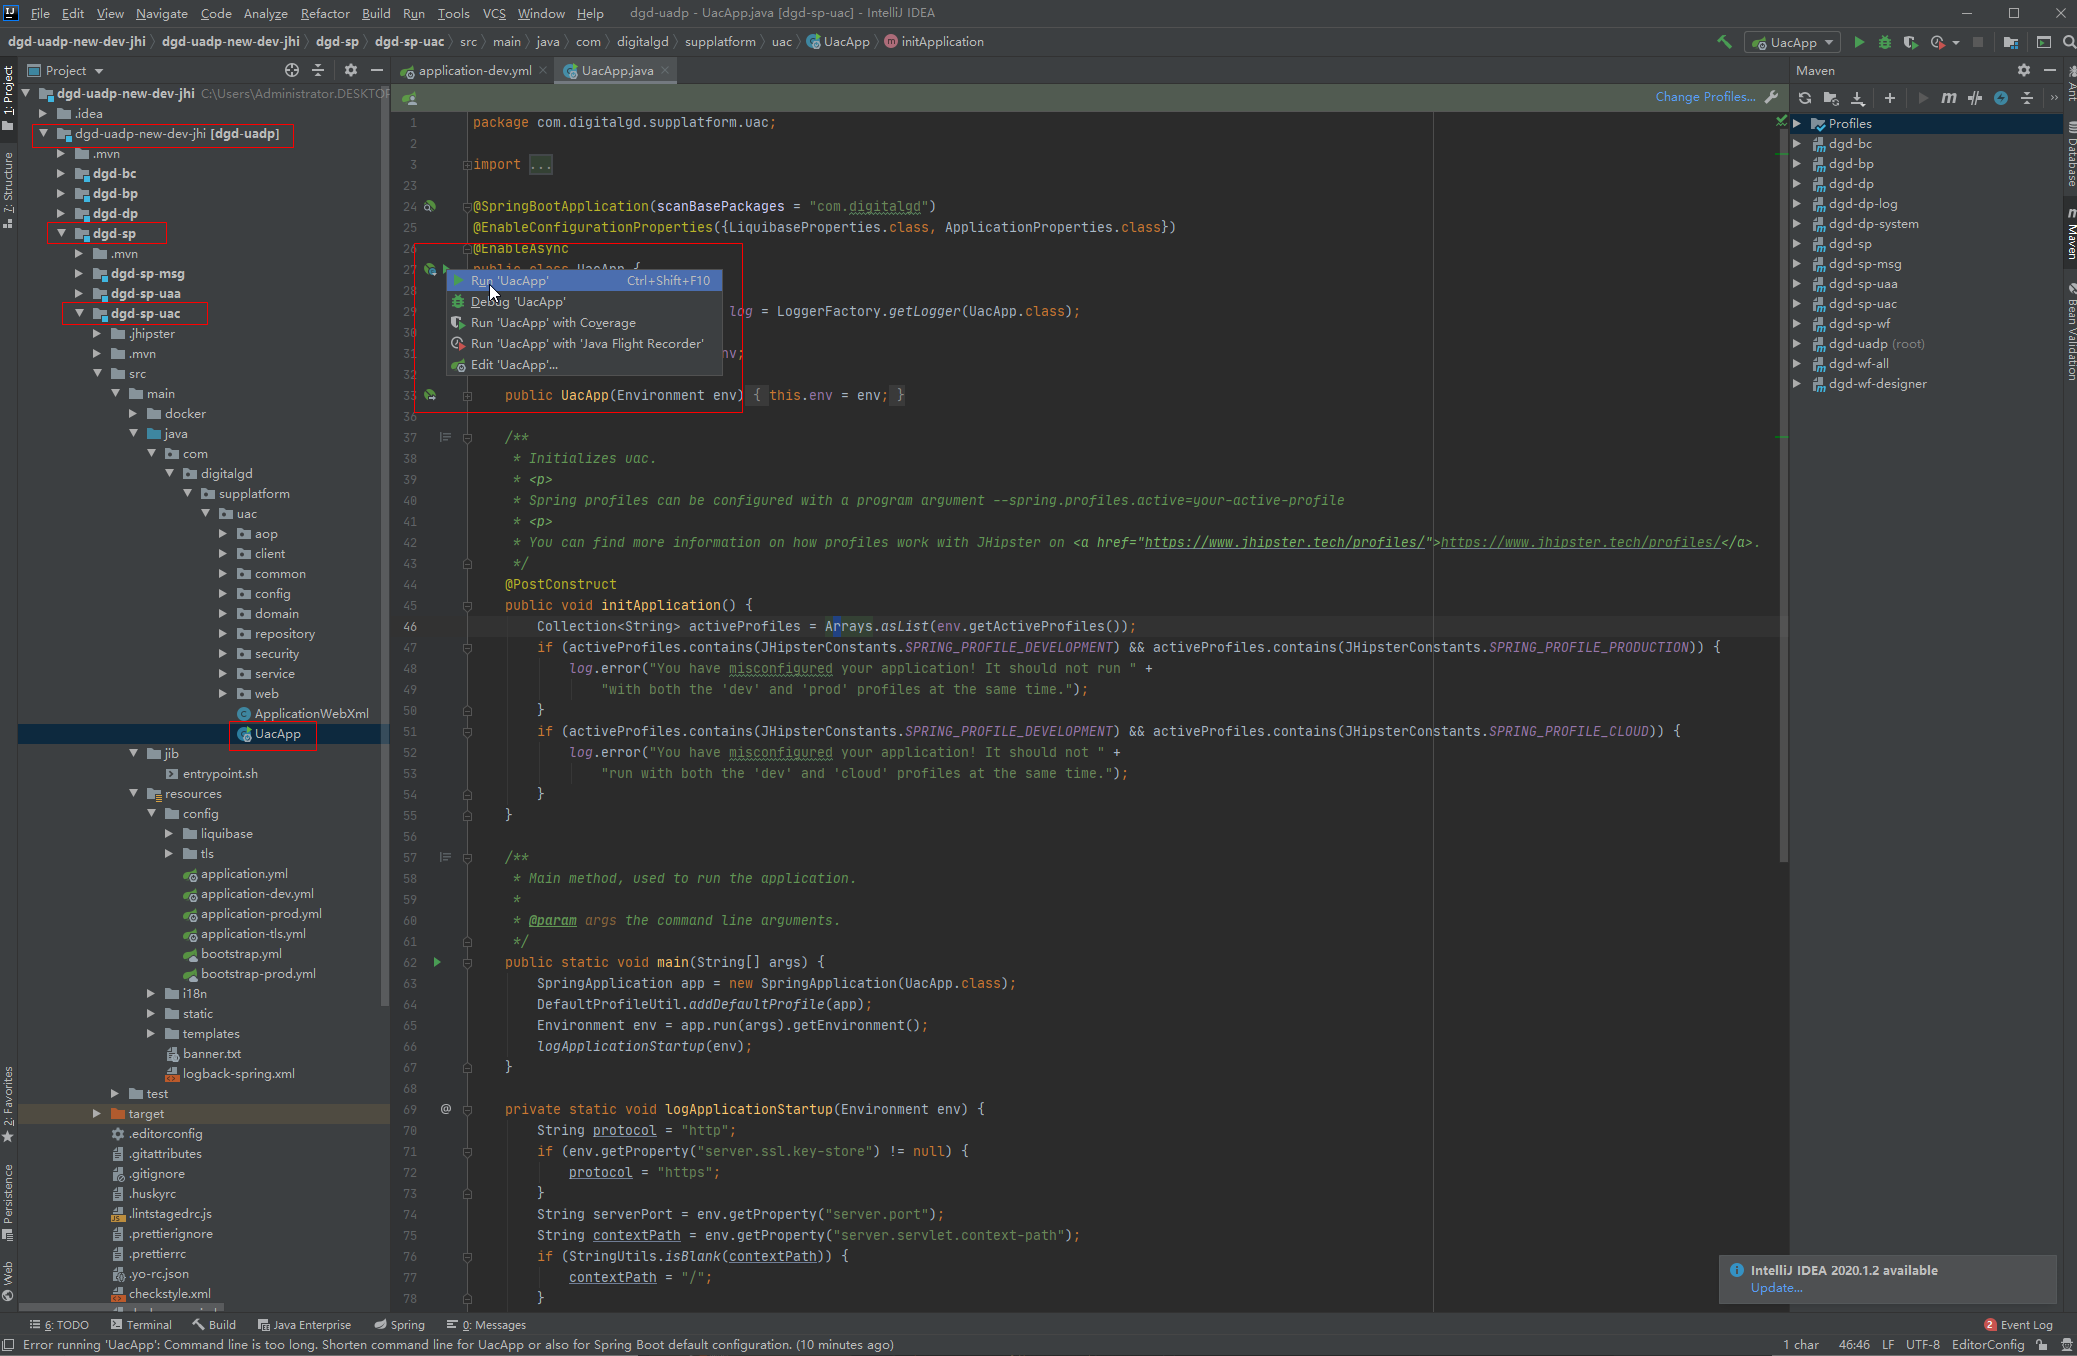 File Edit View Navigate Code Analyze Refactor Build Run Tools VCS Window Help dgd-uadp - UacApp.java [dgd-sp-uac] - IntelliJ IDEA
dgd-uadp-new-dev-jhi dgd-uadp-new-dev-jhi dgd-sp dgd-sp-uac src main java com digitalgd supplatform uac UacApp initApplication
UacApp
1: Project
7: Structure
2: Favorites
Persistence
Web
Project
dgd-uadp-new-dev-jhi C:\Users\Administrator.DESKTOP
.idea
dgd-uadp-new-dev-jhi [dgd-uadp]
.mvn
dgd-bc
dgd-bp
dgd-dp
dgd-sp
.mvn
dgd-sp-msg
dgd-sp-uaa
dgd-sp-uac
.jhipster
.mvn
src
main
docker
java
com
digitalgd
supplatform
uac
aop
client
common
config
domain
repository
security
service
web
ApplicationWebXml
UacApp
jib
entrypoint.sh
resources
config
liquibase
tls
application.yml
application-dev.yml
application-prod.yml
application-tls.yml
bootstrap.yml
bootstrap-prod.yml
i18n
static
templates
banner.txt
logback-spring.xml
test
target
.editorconfig
.gitattributes
.gitignore
.huskyrc
.lintstagedrc.js
.prettierignore
.prettierrc
.yo-rc.json
checkstyle.xml
application-dev.yml UacApp.java
Change Profiles...
1 package com.digitalgd.supplatform.uac;
2
3 import ...
23
24 @SpringBootApplication(scanBasePackages = "com.digitalgd")
25 @EnableConfigurationProperties({LiquibaseProperties.class, ApplicationProperties.class})
26 @EnableAsync
27 public class UacApp {
Run 'UacApp' Ctrl+Shift+F10
28
Debug 'UacApp'
29 log = LoggerFactory.getLogger(UacApp.class);
Run 'UacApp' with Coverage
30
Run 'UacApp' with 'Java Flight Recorder'
31 nv;
Edit 'UacApp'...
32
33 public UacApp(Environment env) { this.env = env; }
36
37 /**
38 * Initializes uac.
39 * <p>
40 * Spring profiles can be configured with a program argument --spring.profiles.active=your-active-profile
41 * <p>
42 * You can find more information on how profiles work with JHipster on <a href="https://www.jhipster.tech/profiles/">https://www.jhipster.tech/profiles/</a>.
43 */
44 @PostConstruct
45 public void initApplication() {
46 Collection<String> activeProfiles = Arrays.asList(env.getActiveProfiles());
47 if (activeProfiles.contains(JHipsterConstants.SPRING_PROFILE_DEVELOPMENT) && activeProfiles.contains(JHipsterConstants.SPRING_PROFILE_PRODUCTION)) {
48 log.error("You have misconfigured your application! It should not run " +
49 "with both the 'dev' and 'prod' profiles at the same time.");
50 }
51 if (activeProfiles.contains(JHipsterConstants.SPRING_PROFILE_DEVELOPMENT) && activeProfiles.contains(JHipsterConstants.SPRING_PROFILE_CLOUD)) {
52 log.error("You have misconfigured your application! It should not " +
53 "run with both the 'dev' and 'cloud' profiles at the same time.");
54 }
55 }
56
57 /**
58 * Main method, used to run the application.
59 *
60 * @param args the command line arguments.
61 */
62 public static void main(String[] args) {
63 SpringApplication app = new SpringApplication(UacApp.class);
64 DefaultProfileUtil.addDefaultProfile(app);
65 Environment env = app.run(args).getEnvironment();
66 logApplicationStartup(env);
67 }
68
69 @ private static void logApplicationStartup(Environment env) {
70 String protocol = "http";
71 if (env.getProperty("server.ssl.key-store") != null) {
72 protocol = "https";
73 }
74 String serverPort = env.getProperty("server.port");
75 String contextPath = env.getProperty("server.servlet.context-path");
76 if (StringUtils.isBlank(contextPath)) {
77 contextPath = "/";
78 }
Maven
Profiles
dgd-bc
dgd-bp
dgd-dp
dgd-dp-log
dgd-dp-system
dgd-sp
dgd-sp-msg
dgd-sp-uaa
dgd-sp-uac
dgd-sp-wf
dgd-uadp (root)
dgd-wf-all
dgd-wf-designer
Ant
Database
Maven
Bean Validation
IntelliJ IDEA 2020.1.2 available
Update...
6: TODO Terminal Build Java Enterprise Spring 0: Messages 2 Event Log
Error running 'UacApp': Command line is too long. Shorten command line for UacApp or also for Spring Boot default configuration. (10 minutes ago) 1 char 46:46 LF UTF-8 EditorConfig